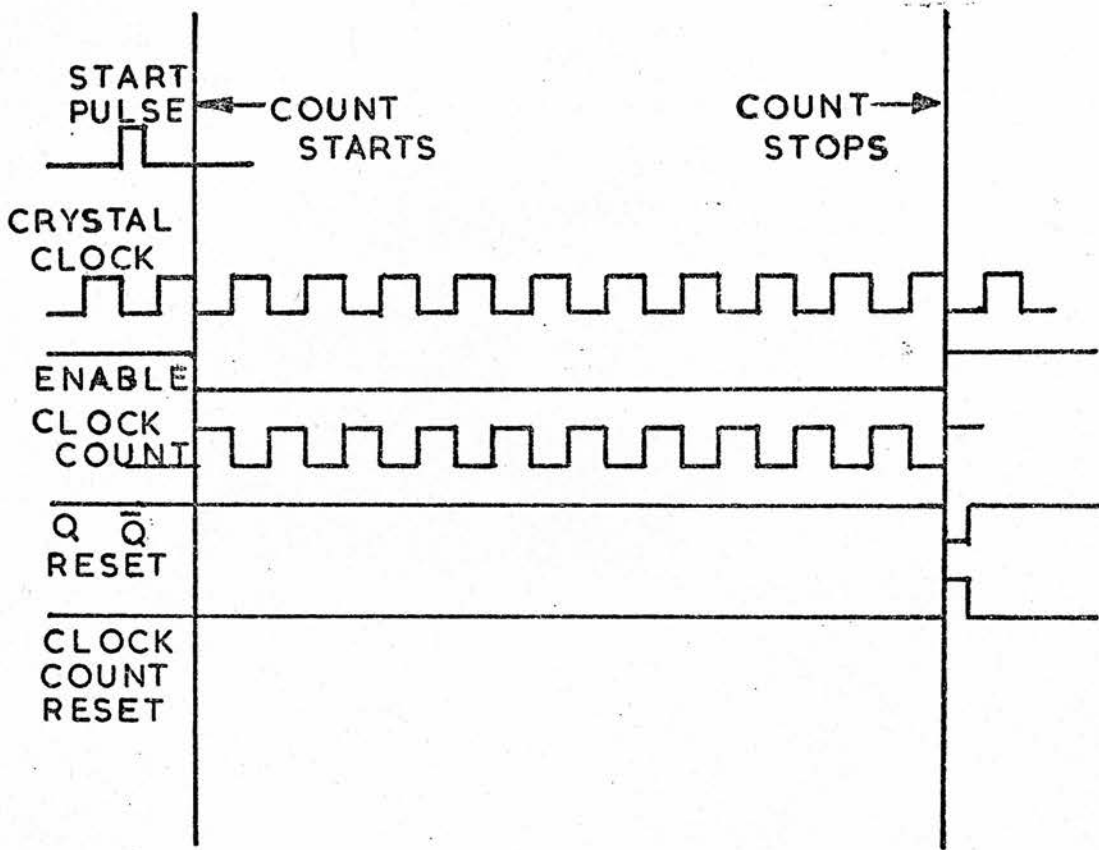 START
PULSE
COUNT
STARTS
COUNT
STOPS
CRYSTAL
CLOCK
ENABLE
CLOCK
COUNT
Q Q̅
RESET
CLOCK
COUNT
RESET